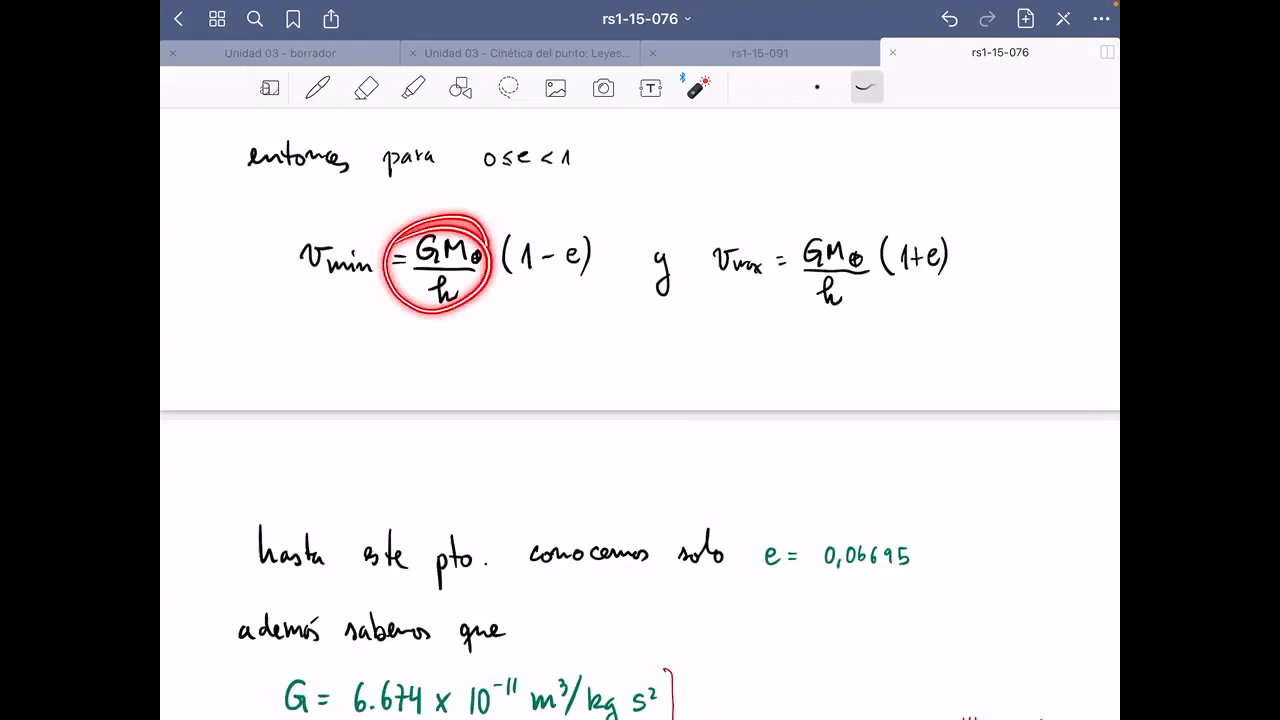 rs1-15-076
Unidad 03 - borrador
Unidad 03 - Cinética del punto: Leyes...
rs1-15-091
rs1-15-076
entonces para 0 ≤ e < 1
v_min = GM⊕/h (1 - e) y v_max = GM⊕/h (1+e)
hasta este pto. conocemos solo e = 0,06695
además sabemos que
G = 6.674 x 10⁻¹¹ m³/kg s²